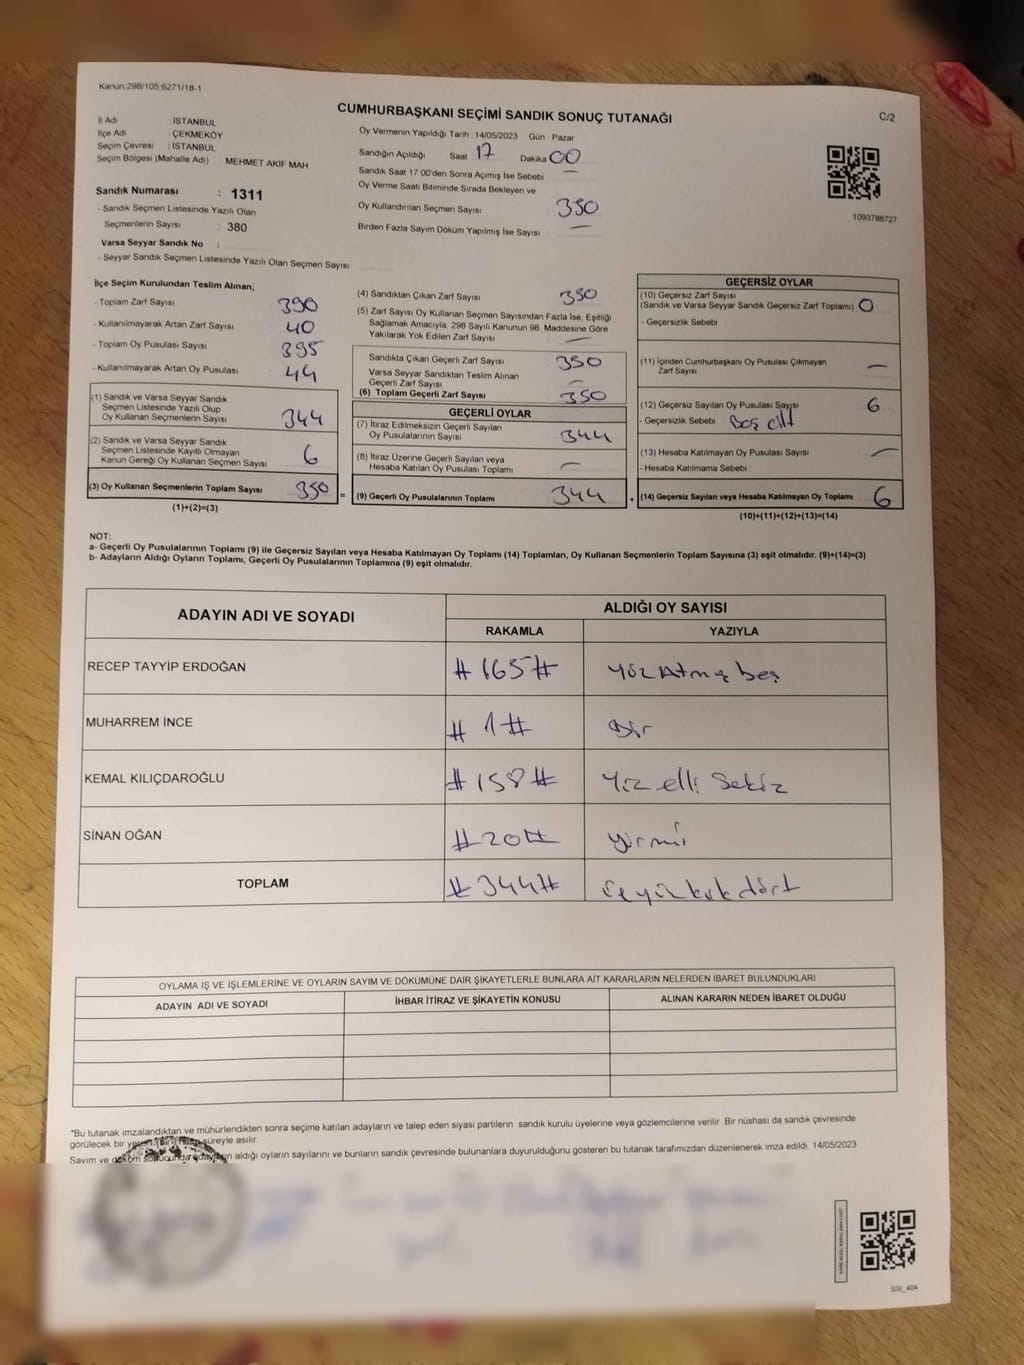 Kanun:298/105,6271/18-1
C/2
CUMHURBAŞKANI SEÇİMİ SANDIK SONUÇ TUTANAĞI
İl Adı : İSTANBUL
İlçe Adı : ÇEKMEKÖY
Seçim Çevresi : İSTANBUL
Seçim Bölgesi (Mahalle Adı) MEHMET AKİF MAH.
Sandık Numarası : 1311
- Sandık Seçmen Listesinde Yazılı Olan
Seçmenlerin Sayısı : 380
Varsa Seyyar Sandık No :
- Seyyar Sandık Seçmen Listesinde Yazılı Olan Seçmen Sayısı
Oy Vermenin Yapıldığı Tarih :14/05/2023 Gün Pazar
Sandığın Açıldığı Saat 17 Dakika 00
Sandık Saat 17:00'den Sonra Açımış İse Sebebi —
Oy Verme Saati Bitiminde Sırada Bekleyen ve
Oy Kullandırılan Seçmen Sayısı 350
Birden Fazla Sayım Döküm Yapılmış İse Sayısı —
1093788727
İlçe Seçim Kurulundan Teslim Alınan;
- Toplam Zarf Sayısı 390
- Kullanılmayarak Artan Zarf Sayısı 40
- Toplam Oy Pusulası Sayısı 395
- Kullanılmayarak Artan Oy Pusulası 44
(1) Sandık ve Varsa Seyyar Sandık
Seçmen Listesinde Yazılı Olup
Oy Kullanan Seçmenlerin Sayısı 344
(2) Sandık ve Varsa Seyyar Sandık
Seçmen Listesinde Kayıtlı Olmayan
Kanun Gereği Oy Kullanan Seçmen Sayısı 6
(3) Oy Kullanan Seçmenlerin Toplam Sayısı 350 =
(1)+(2)=(3)
(4) Sandıktan Çıkan Zarf Sayısı 350
(5) Zarf Sayısı Oy Kullanan Seçmen Sayısından Fazla İse, Eşitliği
Sağlamak Amacıyla, 298 Sayılı Kanunun 98. Maddesine Göre
Yakılarak Yok Edilen Zarf Sayısı —
Sandıkta Çıkan Geçerli Zarf Sayısı 350
Varsa Seyyar Sandıktan Teslim Alınan
Geçerli Zarf Sayısı —
(6) Toplam Geçerli Zarf Sayısı 350
GEÇERLİ OYLAR
(7) İtiraz Edilmeksizin Geçerli Sayılan
Oy Pusulalarının Sayısı 344
(8) İtiraz Üzerine Geçerli Sayılan veya
Hesaba Katılan Oy Pusulası Toplamı —
(9) Geçerli Oy Pusulalarının Toplamı 344 +
GEÇERSİZ OYLAR
(10) Geçersiz Zarf Sayısı
(Sandık ve Varsa Seyyar Sandık Geçersiz Zarf Toplamı) 0
- Geçersizlik Sebebi
(11) İçinden Cumhurbaşkanı Oy Pusulası Çıkmayan
Zarf Sayısı —
(12) Geçersiz Sayılan Oy Pusulası Sayısı 6
- Geçersizlik Sebebi Boş
(13) Hesaba Katılmayan Oy Pusulası Sayısı —
- Hesaba Katılmama Sebebi
(14) Geçersiz Sayılan veya Hesaba Katılmayan Oy Toplamı 6
(10)+(11)+(12)+(13)=(14)
NOT:
a- Geçerli Oy Pusulalarının Toplamı (9) ile Geçersiz Sayılan veya Hesaba Katılmayan Oy Toplamı (14) Toplamları, Oy Kullanan Seçmenlerin Toplam Sayısına (3) eşit olmalıdır. (9)+(14)=(3)
b- Adayların Aldığı Oyların Toplamı, Geçerli Oy Pusulalarının Toplamına (9) eşit olmalıdır.
ADAYIN ADI VE SOYADI ALDIĞI OY SAYISI
RAKAMLA YAZIYLA
RECEP TAYYİP ERDOĞAN #165# Yüz Atmış beş
MUHARREM İNCE #1# Bir
KEMAL KILIÇDAROĞLU #158# Yüz elli Sekiz
SİNAN OĞAN #20# yirmi
TOPLAM #344# üç yüz kırk dört
OYLAMA İŞ VE İŞLEMLERİNE VE OYLARIN SAYIM VE DÖKÜMÜNE DAİR ŞİKAYETLERLE BUNLARA AİT KARARLARIN NELERDEN İBARET BULUNDUKLARI
ADAYIN ADI VE SOYADI İHBAR İTİRAZ VE ŞİKAYETİN KONUSU ALINAN KARARIN NEDEN İBARET OLDUĞU
*Bu tutanak imzalandıktan ve mühürlendikten sonra seçime katılan adayların ve talep eden siyasi partilerin sandık kurulu üyelerine veya gözlemcilerine verilir. Bir nüshası da sandık çevresinde
görülecek bir süreyle asılır.
Sayım ve döküm aldığı oyların sayılarını ve bunların sandık çevresinde bulunanlara duyurulduğunu gösteren bu tutanak tarafımızdan düzenlenerek imza edildi. 14/05/2023
SSI_404